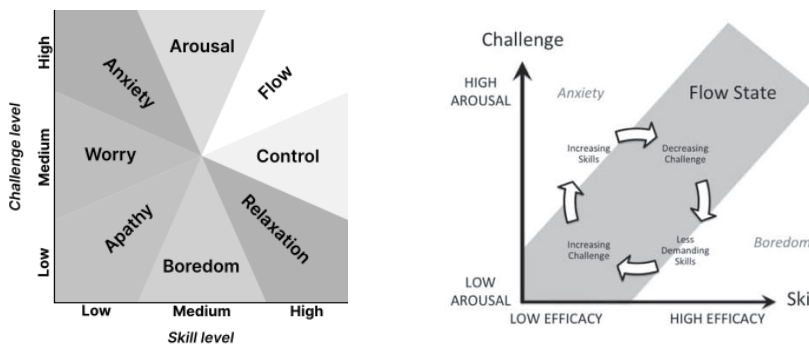 Challenge level
High
Medium
Low
Arousal
Anxiety
Flow
Worry
Control
Apathy
Relaxation
Boredom
Low
Medium
High
Skill level
Challenge
HIGH
AROUSAL
Anxiety
Flow State
Increasing
Skills
Decreasing
Challenge
Increasing
Challenge
Less
Demanding
Skills
Boredom
LOW
AROUSAL
LOW EFFICACY
HIGH EFFICACY
Ski